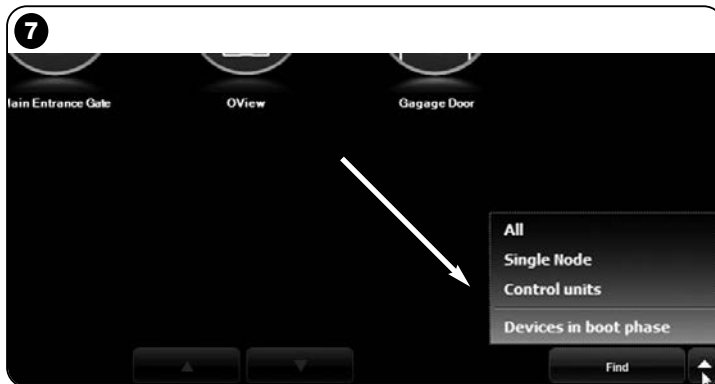 7
lain Entrance Gate OView Gagage Door
All
Single Node
Control units
Devices in boot phase
Find